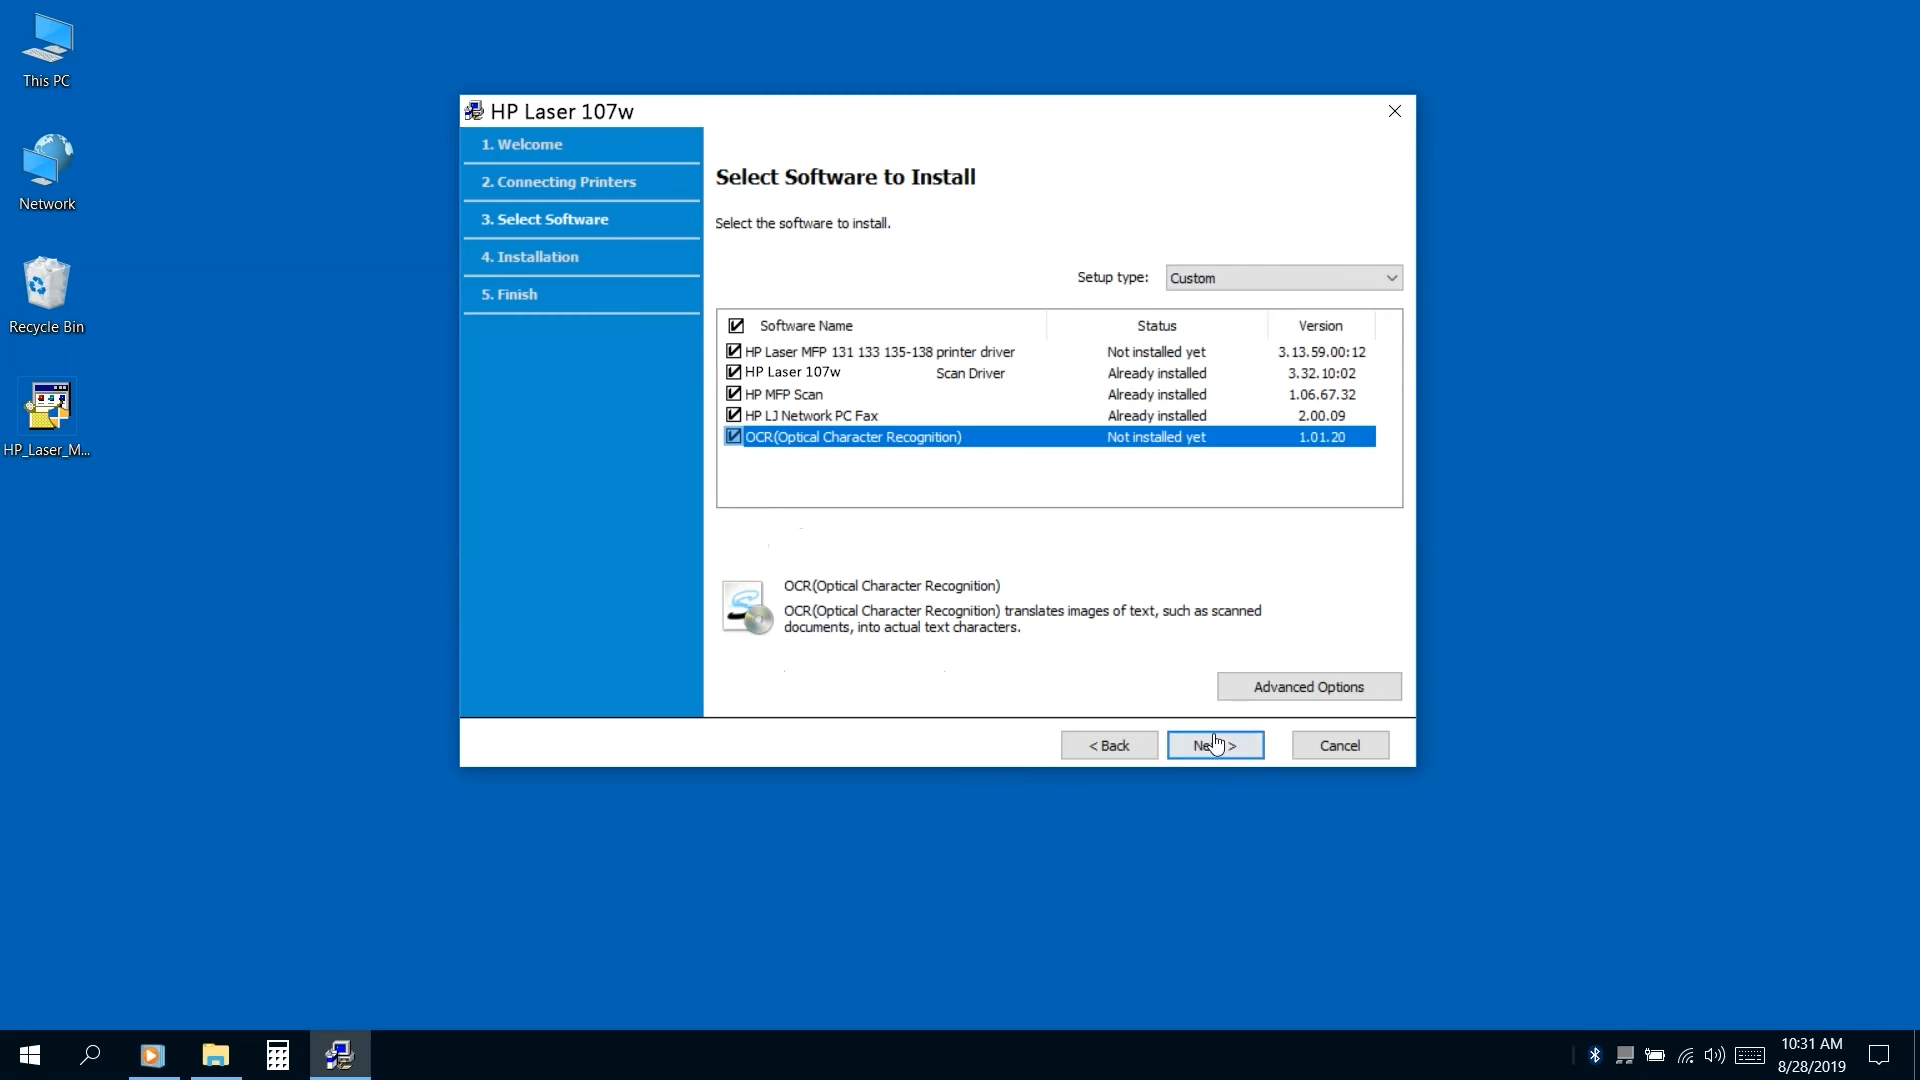 This PC
Network
Recycle Bin
HP_Laser_M...
HP Laser 107w
1. Welcome
2. Connecting Printers
3. Select Software
4. Installation
5. Finish
Select Software to Install
Select the software to install.
Setup type: Custom
Software Name Status Version
HP Laser MFP 131 133 135-138 printer driver Not installed yet 3.13.59.00:12
HP Laser 107w Scan Driver Already installed 3.32.10:02
HP MFP Scan Already installed 1.06.67.32
HP LJ Network PC Fax Already installed 2.00.09
OCR(Optical Character Recognition) Not installed yet 1.01.20
OCR(Optical Character Recognition)
OCR(Optical Character Recognition) translates images of text, such as scanned
documents, into actual text characters.
Advanced Options
< Back Ne > Cancel
10:31 AM
8/28/2019